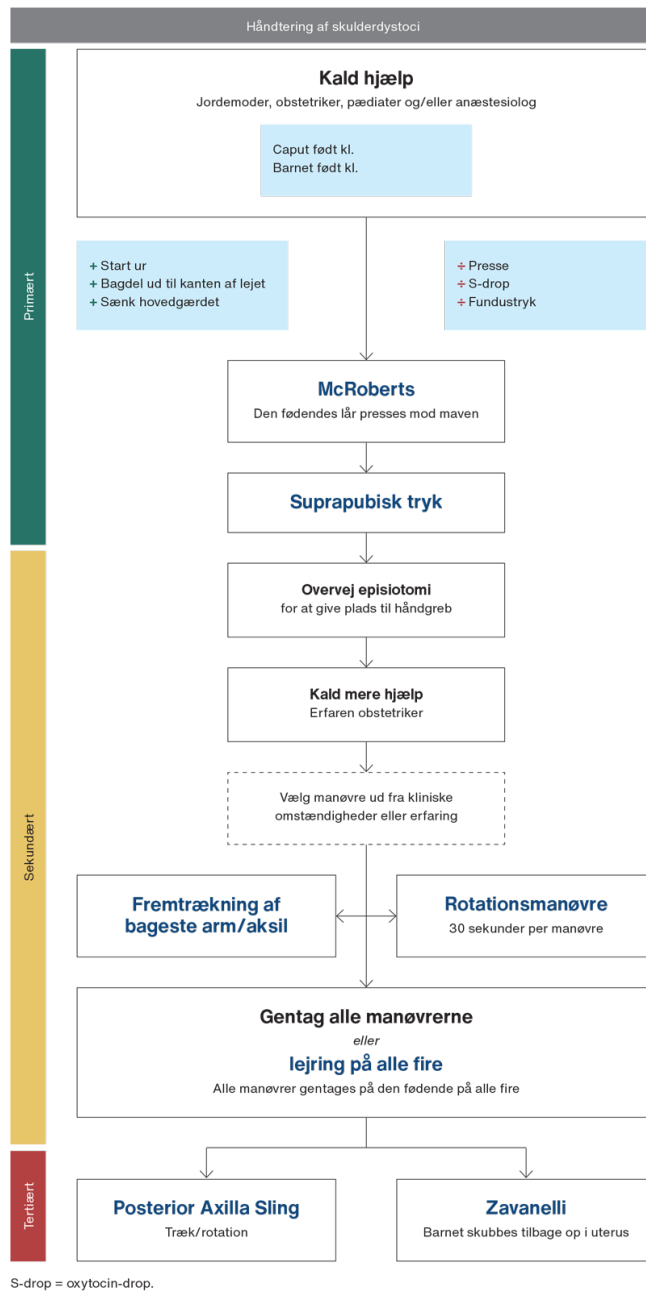 Håndtering af skulderdystoci
Primært
Kald hjælp
Jordemoder, obstetriker, pædiater og/eller anæstesiolog
Caput født kl.
Barnet født kl.
+ Start ur
+ Bagdel ud til kanten af lejet
+ Sænk hovedgærdet
÷ Presse
÷ S-drop
÷ Fundustryk
McRoberts
Den fødendes lår presses mod maven
Suprapubisk tryk
Sekundært
Overvej episiotomi
for at give plads til håndgreb
Kald mere hjælp
Erfaren obstetriker
Vælg manøvre ud fra kliniske
omstændigheder eller erfaring
Fremtrækning af
bageste arm/aksil
Rotationsmanøvre
30 sekunder per manøvre
Gentag alle manøvrerne
eller
lejring på alle fire
Alle manøvrer gentages på den fødende på alle fire
Tertiært
Posterior Axilla Sling
Træk/rotation
Zavanelli
Barnet skubbes tilbage op i uterus
S-drop = oxytocin-drop.